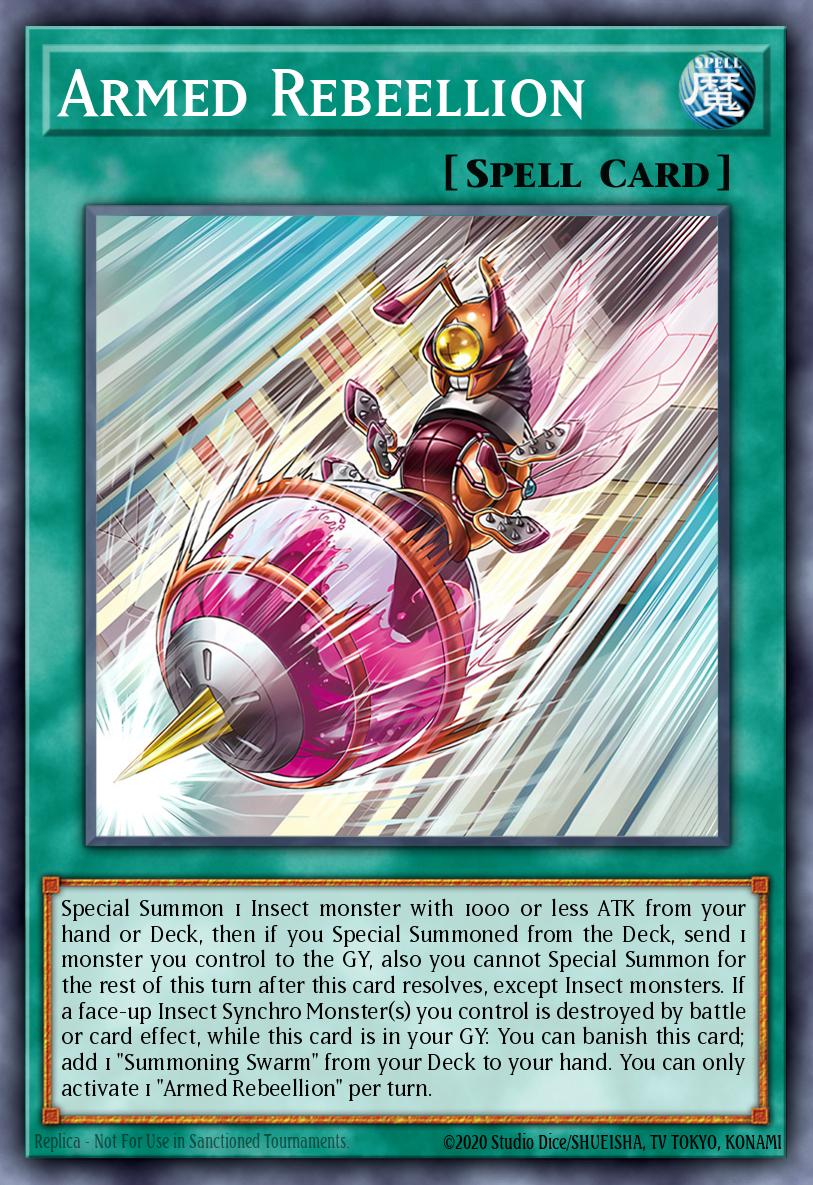 Armed Rebeellion
SPELL
魔
[Spell Card]
Special Summon 1 Insect monster with 1000 or less ATK from your
hand or Deck, then if you Special Summoned from the Deck, send 1
monster you control to the GY, also you cannot Special Summon for
the rest of this turn after this card resolves, except Insect monsters. If
a face-up Insect Synchro Monster(s) you control is destroyed by battle
or card effect, while this card is in your GY: You can banish this card;
add 1 "Summoning Swarm" from your Deck to your hand. You can only
activate 1 "Armed Rebeellion" per turn.
Replica - Not For Use in Sanctioned Tournaments.
©2020 Studio Dice/SHUEISHA, TV TOKYO, KONAMI